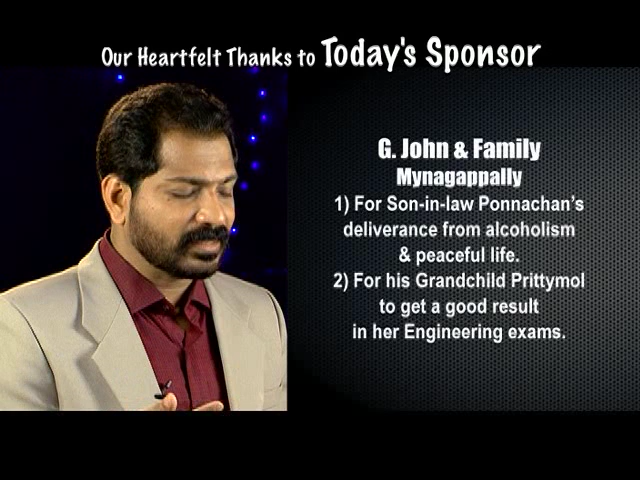 Our Heartfelt Thanks to Today's Sponsor
G. John & Family
Mynagappally
1) For Son-in-law Ponnachan's
deliverance from alcoholism
& peaceful life.
2) For his Grandchild Prittymol
to get a good result
in her Engineering exams.